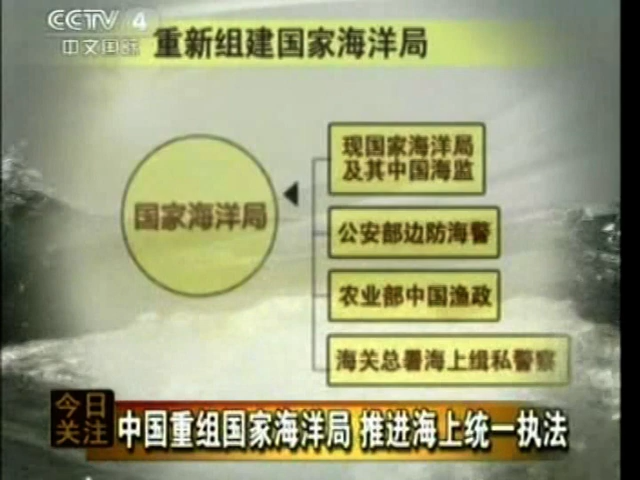 CCTV 4
中文国际
重新组建国家海洋局
国家海洋局
现国家海洋局
及其中国海监
公安部边防海警
农业部中国渔政
海关总署海上缉私警察
今日
关注
中国重组国家海洋局 推进海上统一执法